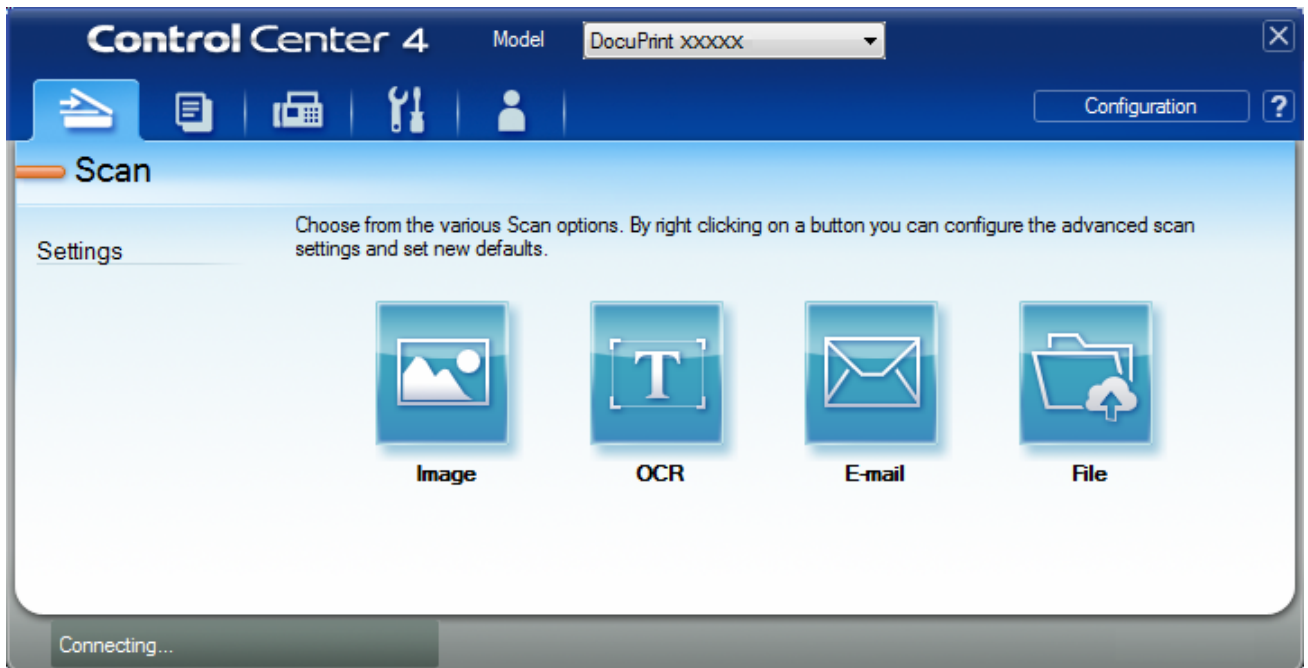 Control Center 4 Model DocuPrint XXXXX
Configuration ?
Scan
Settings
Choose from the various Scan options. By right clicking on a button you can configure the advanced scan
settings and set new defaults.
T
Image OCR E-mail File
Connecting...